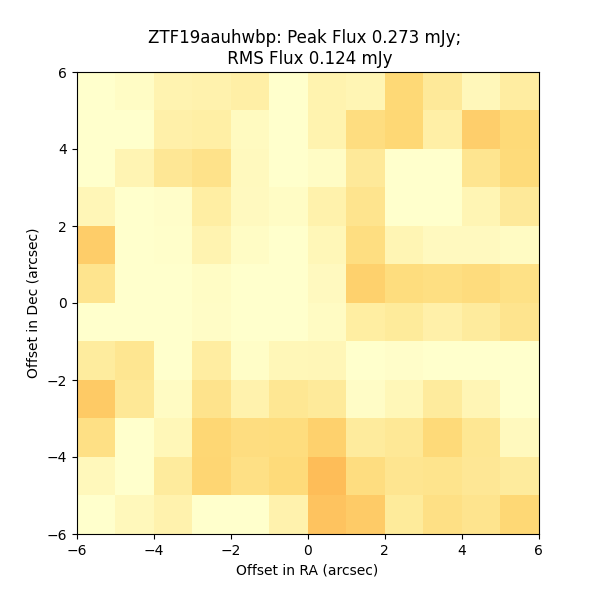 ZTF19aauhwbp: Peak Flux 0.273 mJy;
RMS Flux 0.124 mJy
6
4
2
0
−2
−4
−6
Offset in Dec (arcsec)
−6 −4 −2 0 2 4 6
Offset in RA (arcsec)